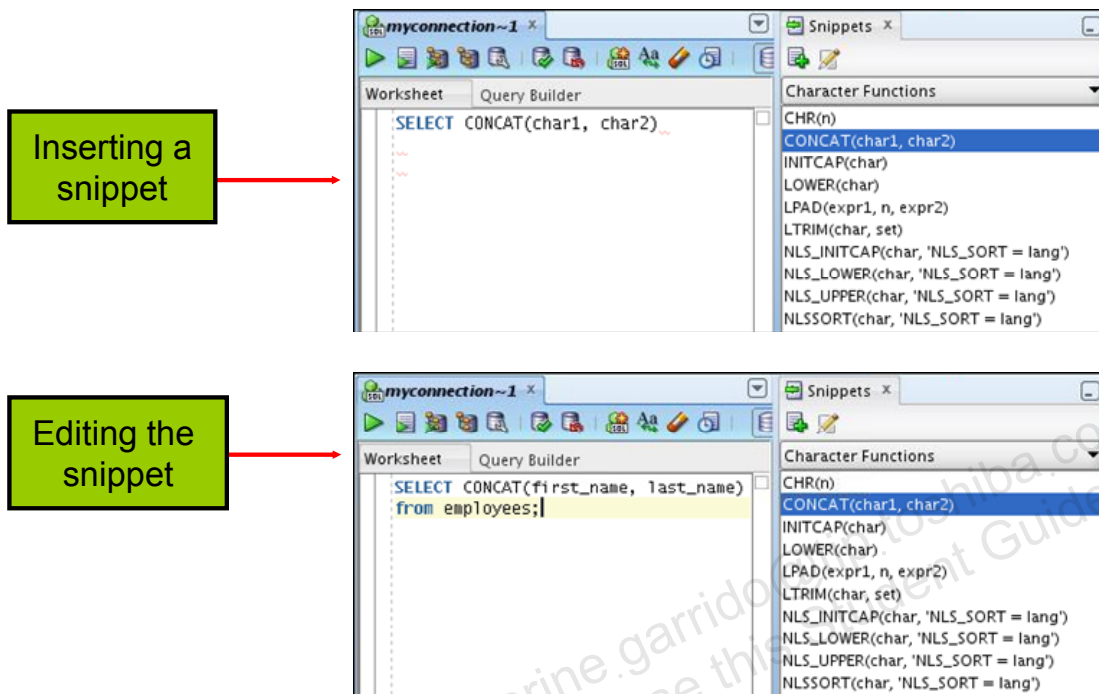 myconnection~1
Snippets
Worksheet
Query Builder
Character Functions
Inserting a
snippet
SELECT CONCAT(char1, char2)
CHR(n)
CONCAT(char1, char2)
INITCAP(char)
LOWER(char)
LPAD(expr1, n, expr2)
LTRIM(char, set)
NLS_INITCAP(char, 'NLS_SORT = lang')
NLS_LOWER(char, 'NLS_SORT = lang')
NLS_UPPER(char, 'NLS_SORT = lang')
NLSSORT(char, 'NLS_SORT = lang')
myconnection~1
Snippets
Worksheet
Query Builder
Character Functions
Editing the
snippet
SELECT CONCAT(first_name, last_name)
from employees;
CHR(n)
CONCAT(char1, char2)
INITCAP(char)
LOWER(char)
LPAD(expr1, n, expr2)
LTRIM(char, set)
NLS_INITCAP(char, 'NLS_SORT = lang')
NLS_LOWER(char, 'NLS_SORT = lang')
NLS_UPPER(char, 'NLS_SORT = lang')
NLSSORT(char, 'NLS_SORT = lang')
this Student Guide